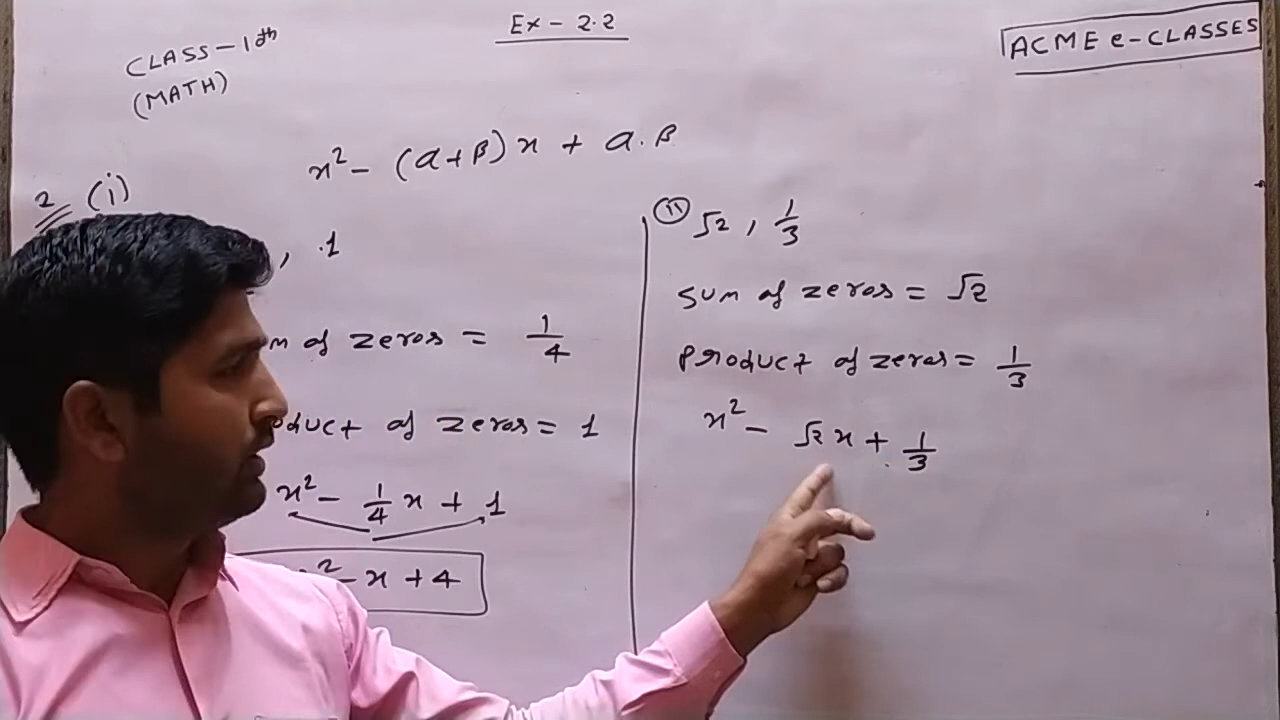 Ex - 2.2
CLASS - 10th
(MATH)
ACME e-CLASSES
x² - (α+β)x + α.β
2 (i)
, 1
m of zeros = 1/4
oduct of zeros = 1
x² - 1/4 x + 1
² - x + 4
(ii) √2, 1/3
Sum of zeros = √2
Product of zeros = 1/3
x² - √2x + 1/3